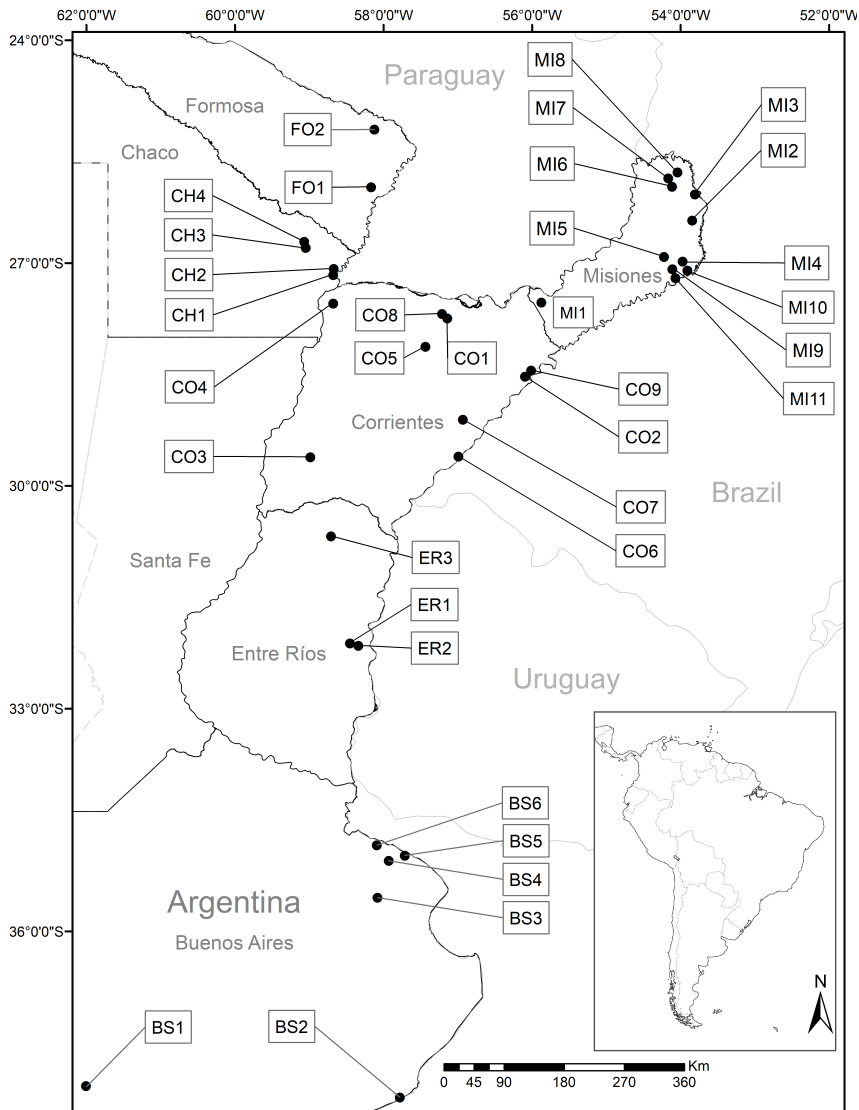 62°0'0"W 60°0'0"W 58°0'0"W 56°0'0"W 54°0'0"W 52°0'0"W
24°0'0"S
27°0'0"S
30°0'0"S
33°0'0"S
36°0'0"S
Paraguay
Formosa
Chaco
FO2
FO1
CH4
CH3
CH2
CH1
MI8
MI7
MI6
MI5
MI3
MI2
MI4
MI10
MI9
MI11
Misiones
MI1
CO8
CO5
CO1
CO4
CO9
CO2
Corrientes
CO3
CO7
CO6
Brazil
Santa Fe
ER3
ER1
ER2
Entre Ríos
Uruguay
BS6
BS5
BS4
BS3
Argentina
Buenos Aires
BS1
BS2
N
Km
0 45 90 180 270 360